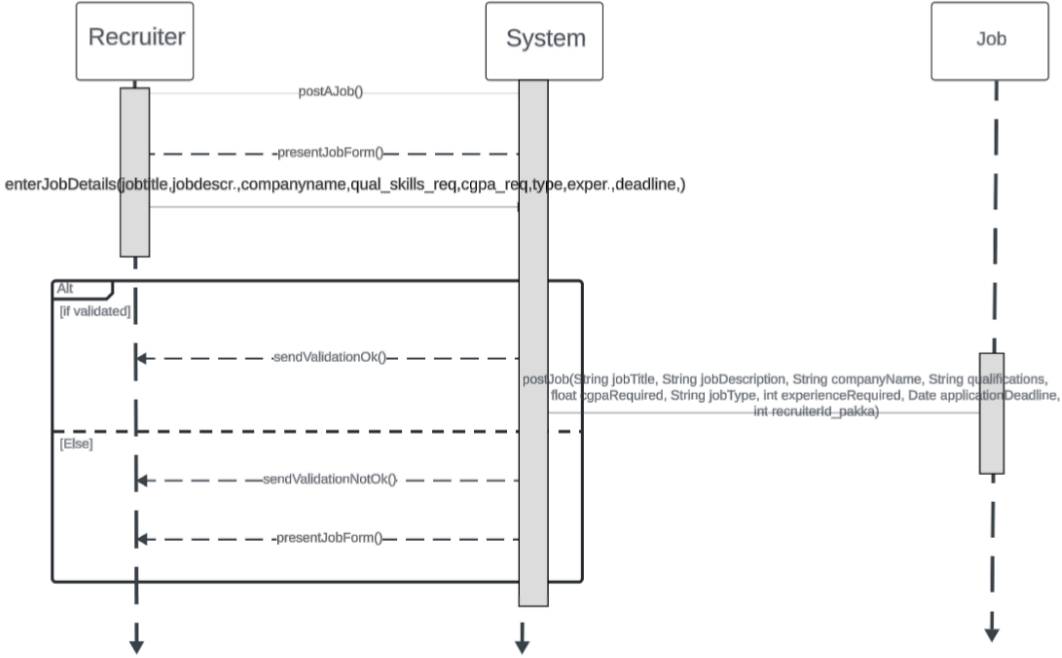 Recruiter
System
Job
postAJob()
presentJobForm()
enterJobDetails(jobtitle,jobdescr.,companyname,qual_skills_req,cgpa_req,type,exper.,deadline,)
Alt
[if validated]
sendValidationOk()
postJob(String jobTitle, String jobDescription, String companyName, String qualifications,
float cgpaRequired, String jobType, int experienceRequired, Date applicationDeadline,
int recruiterId_pakka)
[Else]
sendValidationNotOk()
presentJobForm()